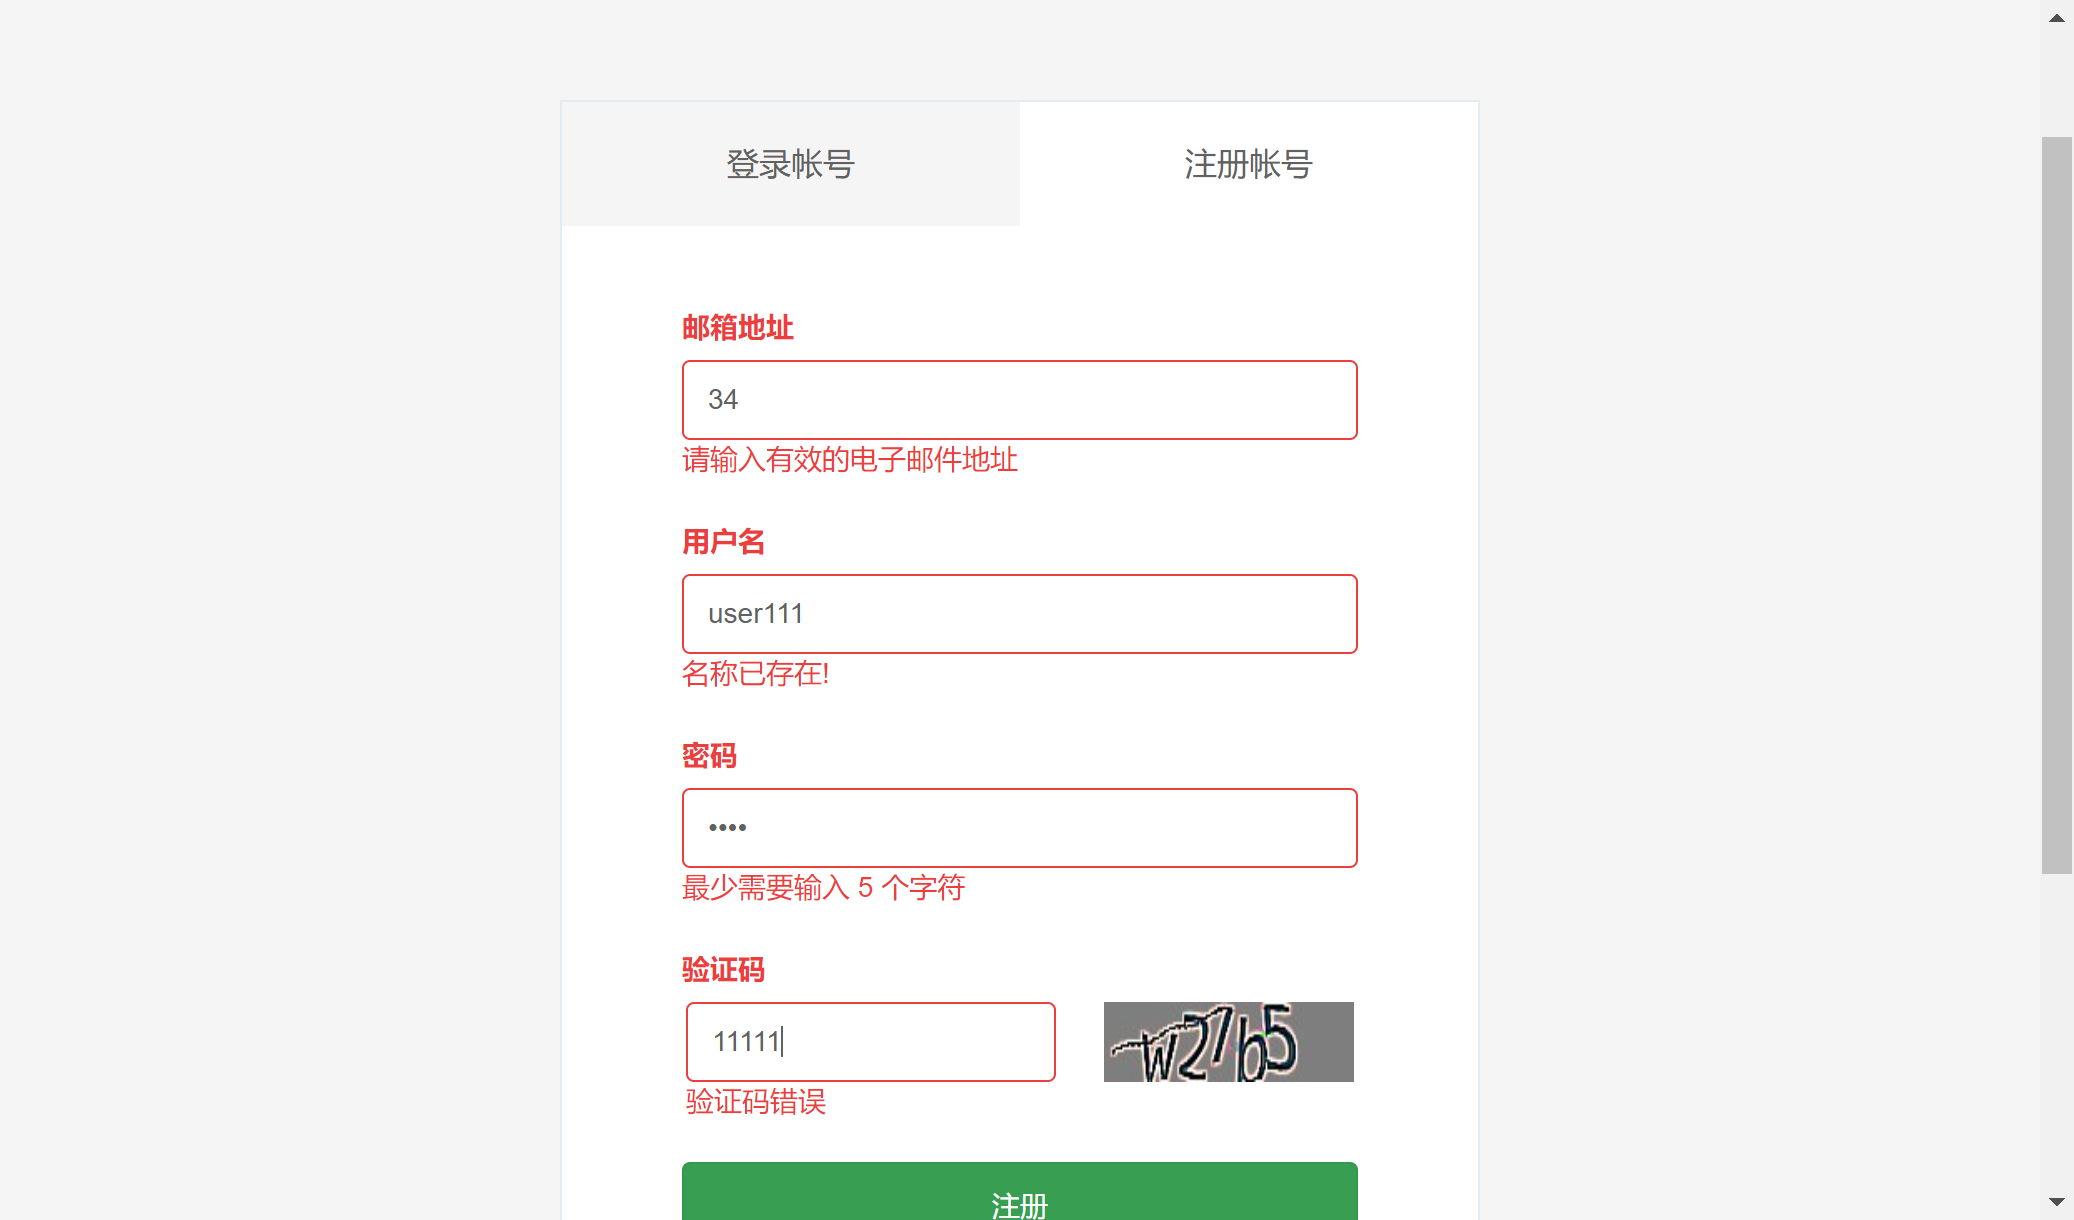 登录帐号 注册帐号
邮箱地址
34
请输入有效的电子邮件地址
用户名
user111
名称已存在!
密码
••••
最少需要输入 5 个字符
验证码
11111 w27b5
验证码错误
注册